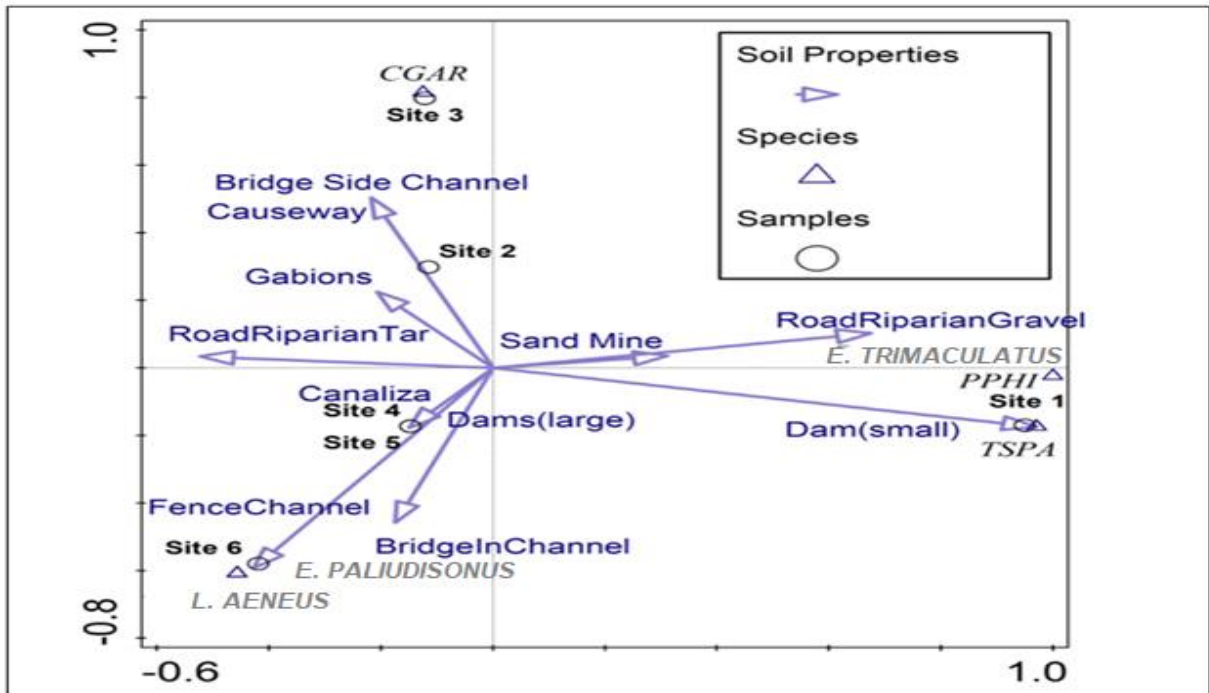 1.0
CGAR
Site 3
Soil Properties
Species
Samples
Bridge Side Channel
Causeway
Site 2
Gabions
RoadRiparianTar
Sand Mine
RoadRiparianGravel
E. TRIMACULATUS
PPHI
Canaliza
Site 4
Dams(large)
Site 5
Site 1
Dam(small)
TSPA
FenceChannel
Site 6
BridgeInChannel
E. PALIUDISONUS
L. AENEUS
-0.8
-0.6
1.0